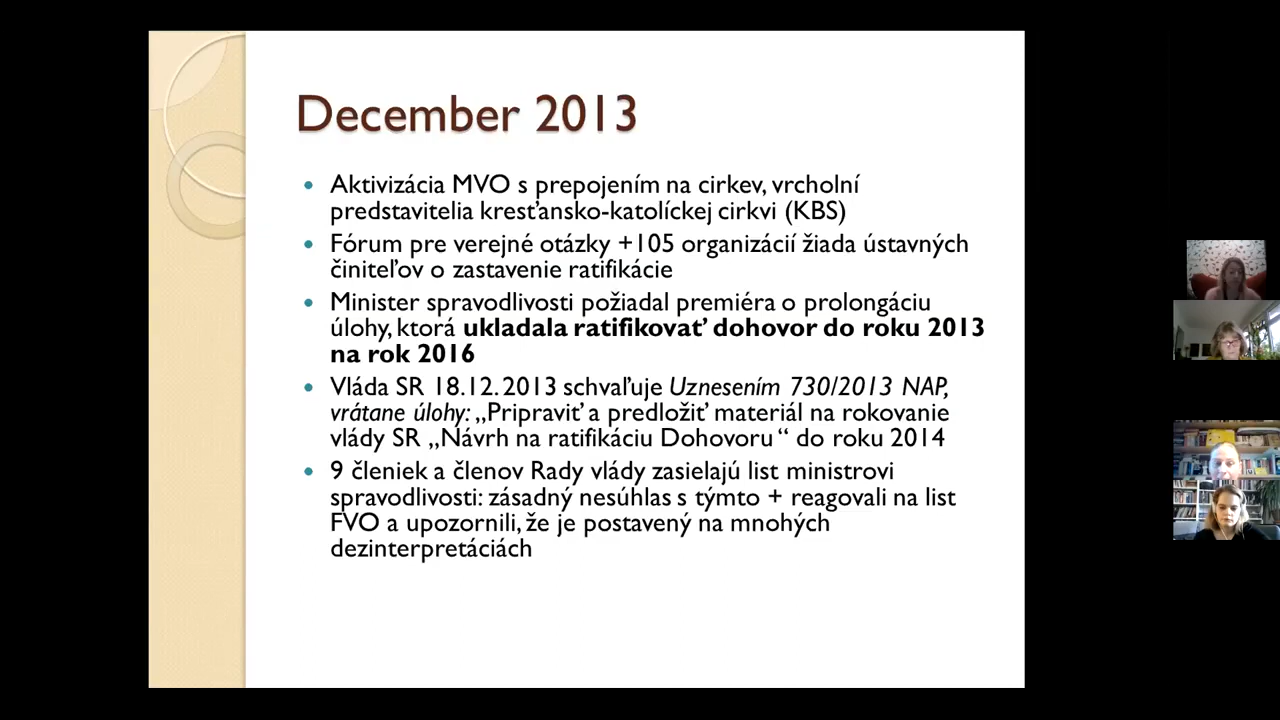 December 2013
Aktivizácia MVO s prepojením na cirkev, vrcholní
predstavitelia kresťansko-katolíckej cirkvi (KBS)
Fórum pre verejné otázky +105 organizácií žiada ústavných
činiteľov o zastavenie ratifikácie
Minister spravodlivosti požiadal premiéra o prolongáciu
úlohy, ktorá ukladala ratifikovať dohovor do roku 2013
na rok 2016
Vláda SR 18.12.2013 schvaľuje Uznesením 730/2013 NAP,
vrátane úlohy: „Pripraviť a predložiť materiál na rokovanie
vlády SR „Návrh na ratifikáciu Dohovoru “ do roku 2014
9 členiek a členov Rady vlády zasielajú list ministrovi
spravodlivosti: zásadný nesúhlas s týmto + reagovali na list
FVO a upozornili, že je postavený na mnohých
dezinterpretáciách